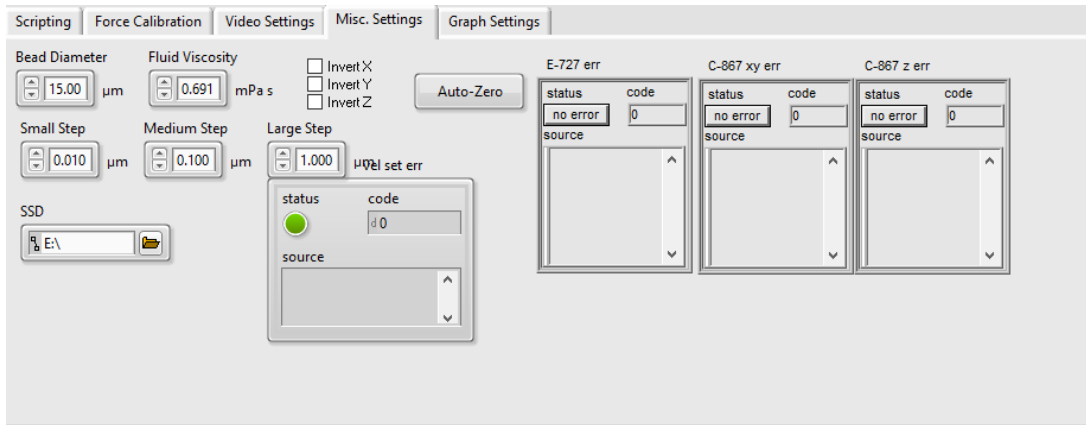 Scripting Force Calibration Video Settings Misc. Settings Graph Settings
Bead Diameter Fluid Viscosity
15.00 µm 0.691 mPa s
Invert X
Invert Y
Invert Z
Auto-Zero
Small Step Medium Step Large Step
0.010 µm 0.100 µm 1.000 µm
Vel set err
status code
d 0
source
SSD
E:\
E-727 err
status code
no error 0
source
C-867 xy err
status code
no error 0
source
C-867 z err
status code
no error 0
source